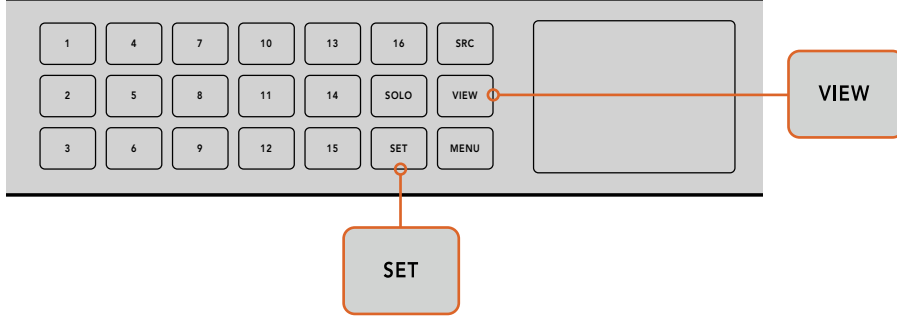 1 4 7 10 13 16 SRC
2 5 8 11 14 SOLO VIEW
VIEW
3 6 9 12 15 SET MENU
SET